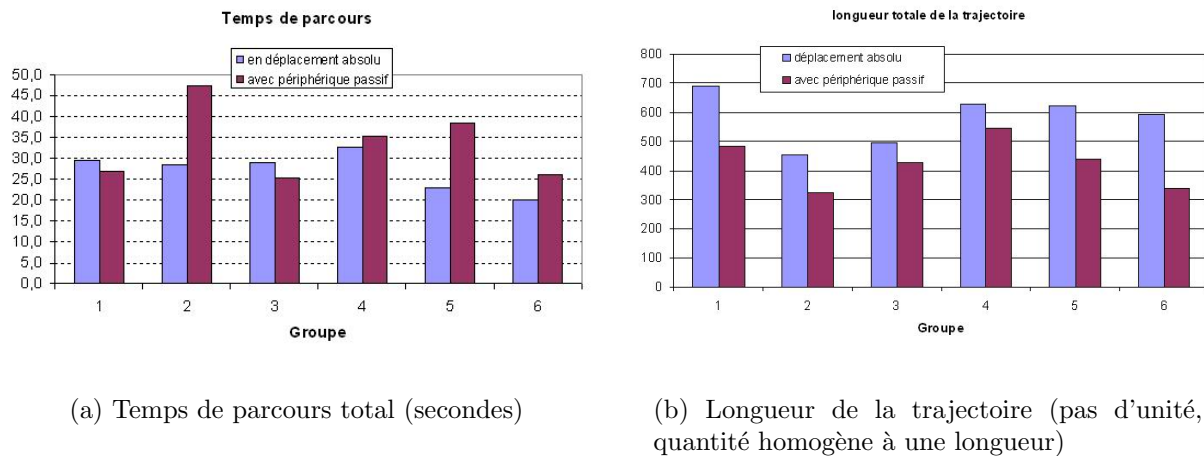 Temps de parcours
en déplacement absolu
avec périphérique passif
50,0
45,0
40,0
35,0
30,0
25,0
20,0
15,0
10,0
5,0
0,0
1 2 3 4 5 6
Groupe
(a) Temps de parcours total (secondes)
longueur totale de la trajectoire
déplacement absolu
avec périphérique passif
800
700
600
500
400
300
200
100
0
1 2 3 4 5 6
Groupe
(b) Longueur de la trajectoire (pas d'unité,
quantité homogène à une longueur)